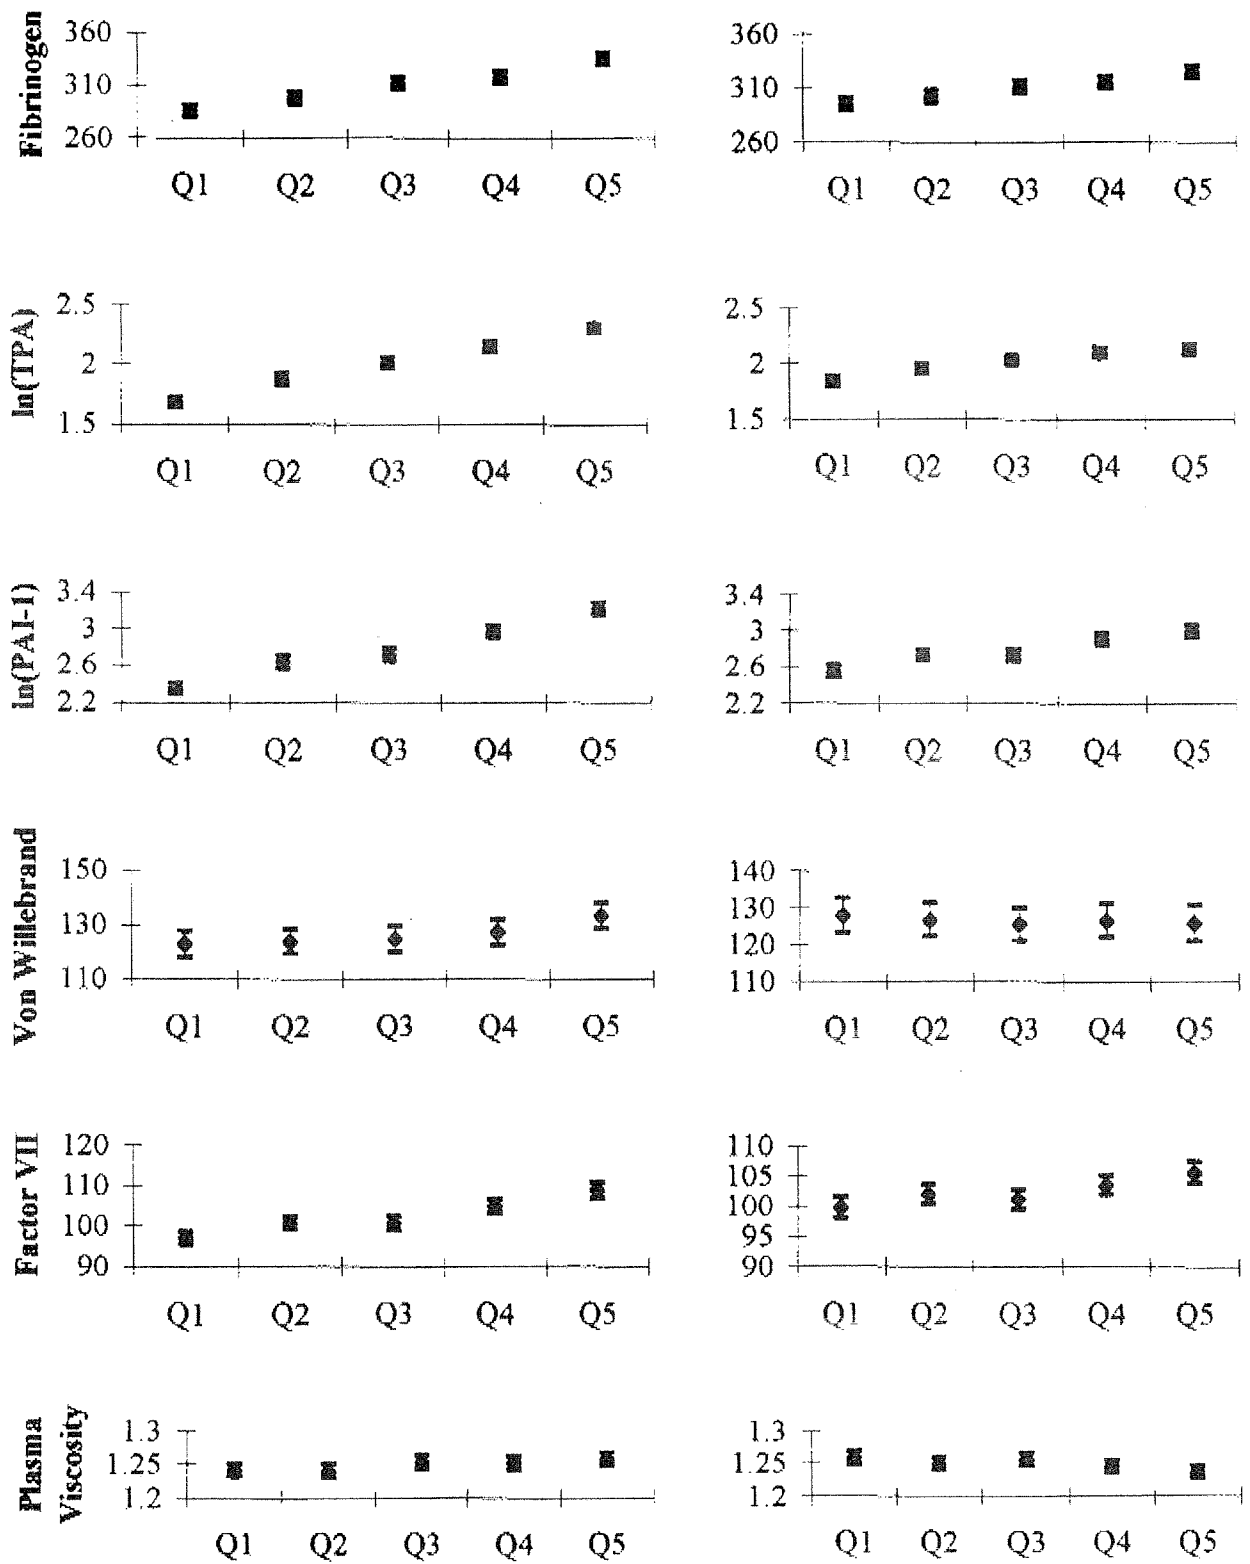 Fibrinogen
360
310
260
Q1 Q2 Q3 Q4 Q5
360
310
260
Q1 Q2 Q3 Q4 Q5
ln(TPA)
2.5
2
1.5
Q1 Q2 Q3 Q4 Q5
2.5
2
1.5
Q1 Q2 Q3 Q4 Q5
ln(PAI-1)
3.4
3
2.6
2.2
Q1 Q2 Q3 Q4 Q5
3.4
3
2.6
2.2
Q1 Q2 Q3 Q4 Q5
Von Willebrand
150
130
110
Q1 Q2 Q3 Q4 Q5
140
130
120
110
Q1 Q2 Q3 Q4 Q5
Factor VII
120
110
100
90
Q1 Q2 Q3 Q4 Q5
110
105
100
95
90
Q1 Q2 Q3 Q4 Q5
Plasma
Viscosity
1.3
1.25
1.2
Q1 Q2 Q3 Q4 Q5
1.3
1.25
1.2
Q1 Q2 Q3 Q4 Q5